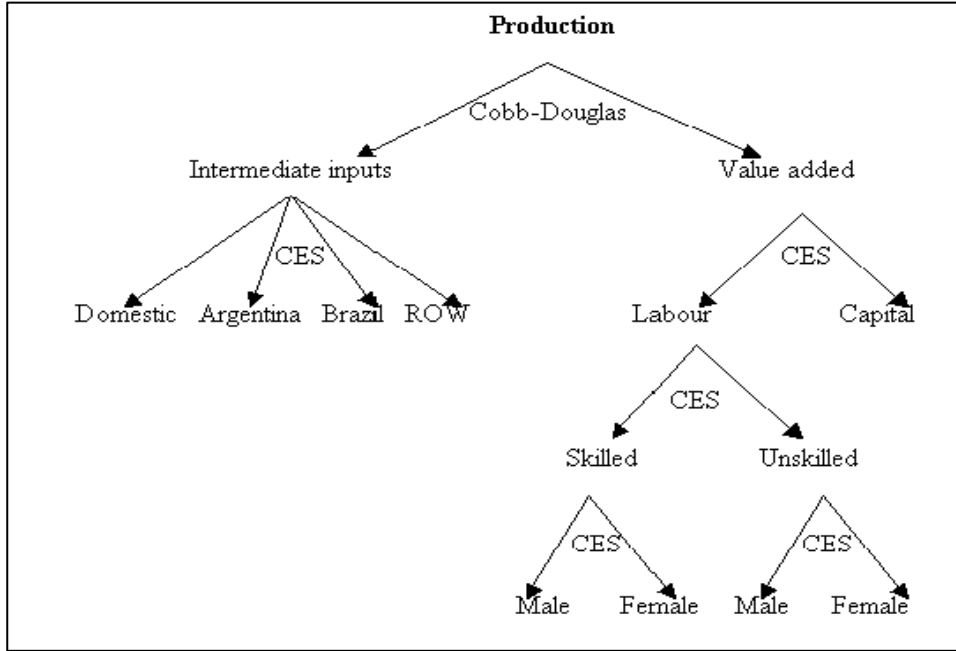 Production
Cobb-Douglas
Intermediate inputs Value added
CES CES
Domestic Argentina Brazil ROW Labour Capital
CES
Skilled Unskilled
CES CES
Male Female Male Female